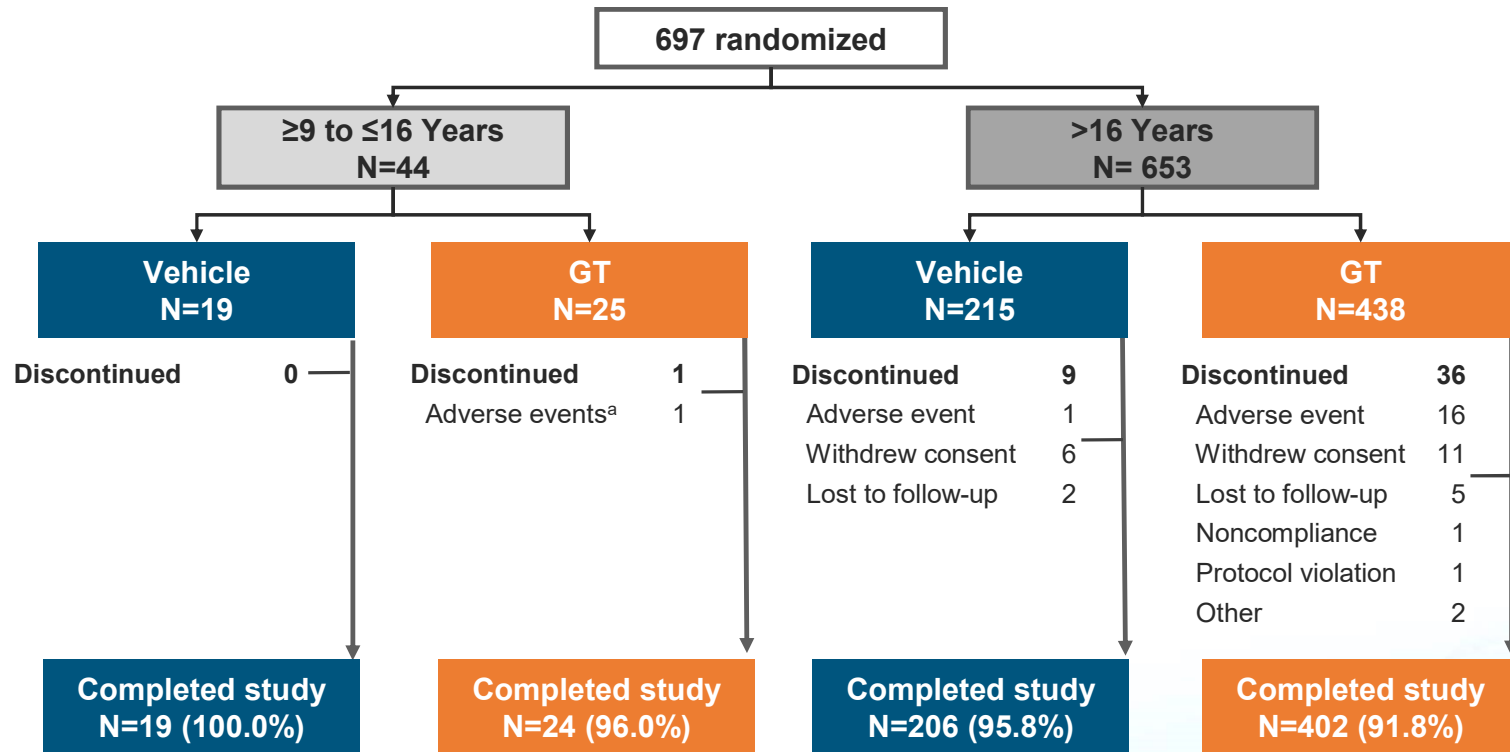 697 randomized
≥9 to ≤16 Years
N=44
>16 Years
N= 653
Vehicle
N=19
GT
N=25
Vehicle
N=215
GT
N=438
Discontinued 0
Discontinued 1
Adverse eventsᵃ 1
Discontinued 9
Adverse event 1
Withdrew consent 6
Lost to follow-up 2
Discontinued 36
Adverse event 16
Withdrew consent 11
Lost to follow-up 5
Noncompliance 1
Protocol violation 1
Other 2
Completed study
N=19 (100.0%)
Completed study
N=24 (96.0%)
Completed study
N=206 (95.8%)
Completed study
N=402 (91.8%)